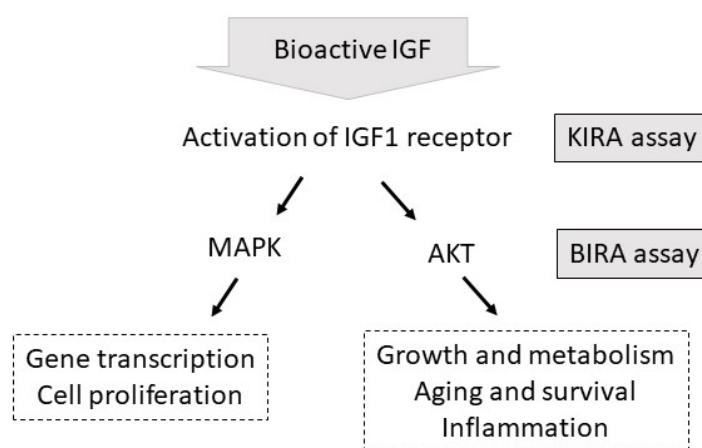 Bioactive IGF
Activation of IGF1 receptor
KIRA assay
MAPK
AKT
BIRA assay
Gene transcription
Cell proliferation
Growth and metabolism
Aging and survival
Inflammation